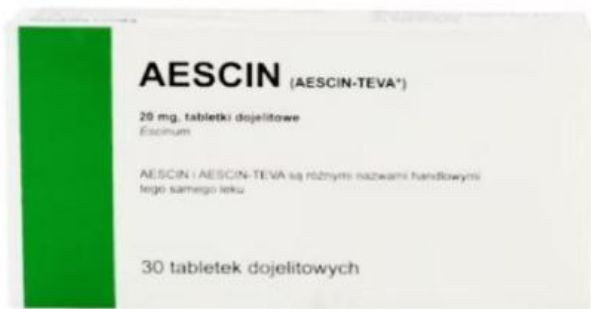 AESCIN (AESCIN-TEVA*)
20 mg, tabletki dojelitowe
Escinum
AESCIN i AESCIN-TEVA są różnymi nazwami handlowymi
tego samego leku
30 tabletek dojelitowych